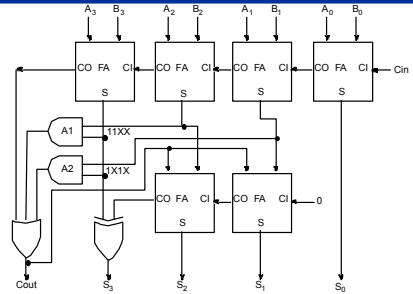 A3 B3 A2 B2 A1 B1 A0 B0
CO FA CI CO FA CI CO FA CI CO FA CI Cin
S S S S
A1 11XX
A2 1X1X
CO FA CI CO FA CI 0
S S
Cout S3 S2 S1 S0